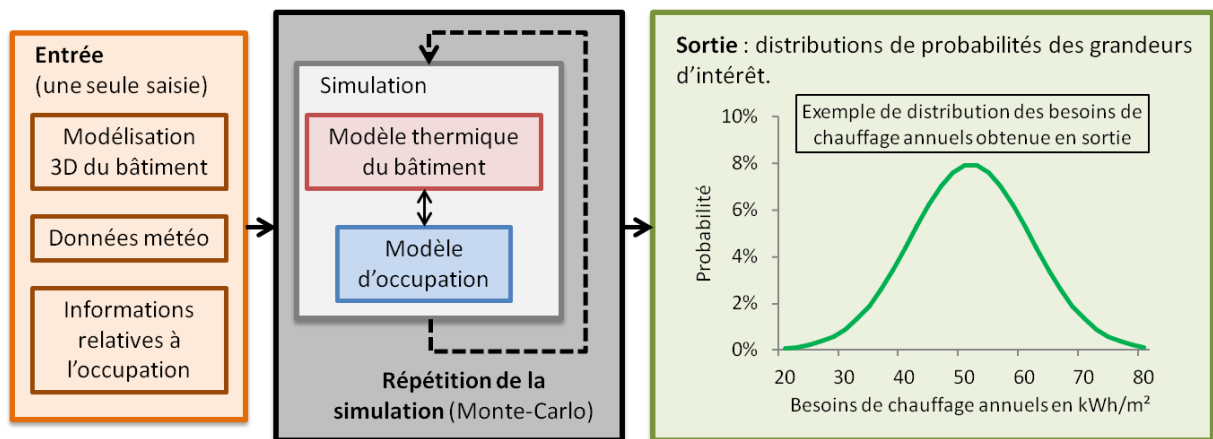 Entrée
(une seule saisie)
Modélisation
3D du bâtiment
Données météo
Informations
relatives à
l'occupation
Simulation
Modèle thermique
du bâtiment
Modèle
d'occupation
Répétition de la
simulation (Monte-Carlo)
Sortie : distributions de probabilités des grandeurs
d'intérêt.
Exemple de distribution des besoins de
chauffage annuels obtenue en sortie
Probabilité
10%
8%
6%
4%
2%
0%
20 30 40 50 60 70 80
Besoins de chauffage annuels en kWh/m²